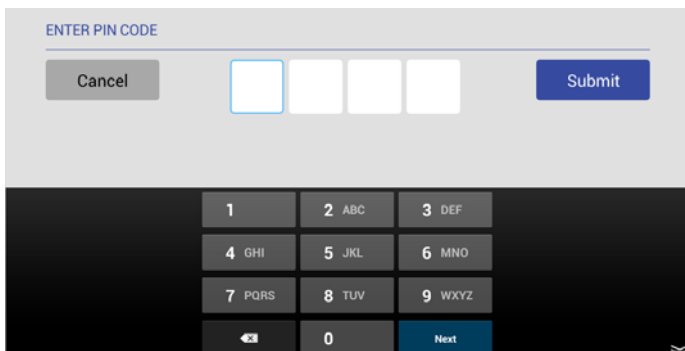 ENTER PIN CODE
Cancel Submit
1 2 ABC 3 DEF
4 GHI 5 JKL 6 MNO
7 PQRS 8 TUV 9 WXYZ
0 Next